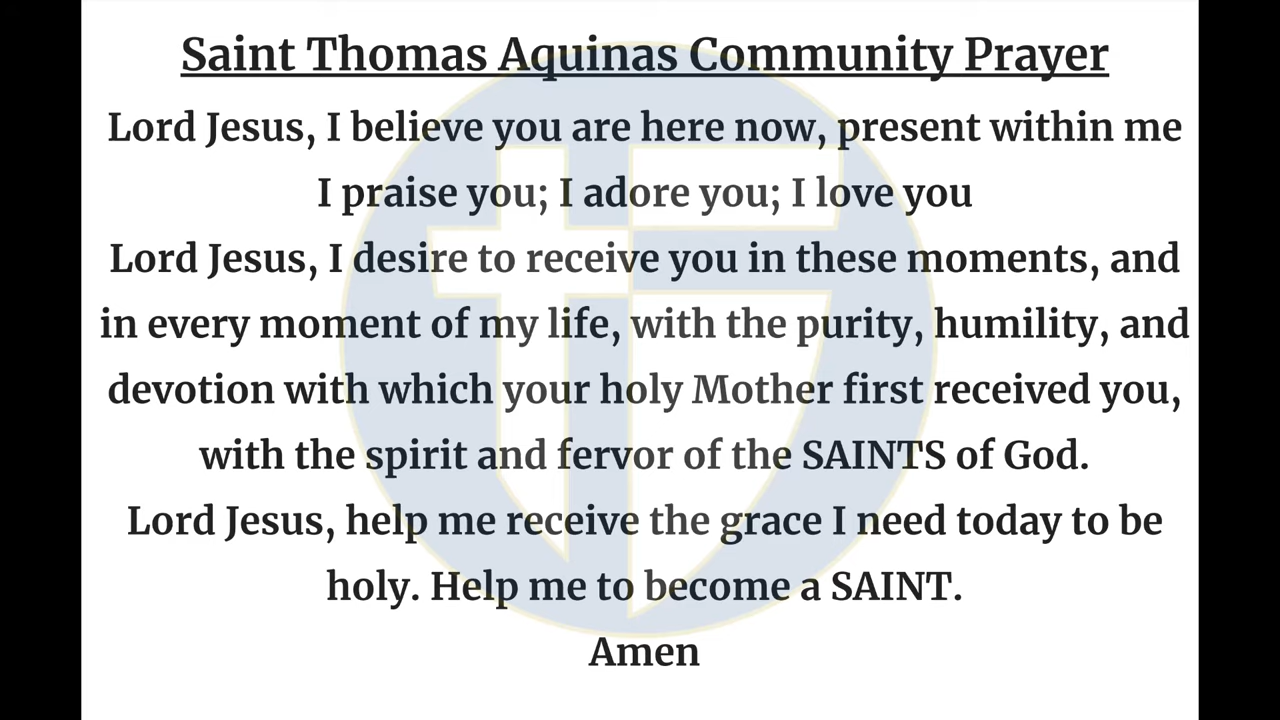 Saint Thomas Aquinas Community Prayer
Lord Jesus, I believe you are here now, present within me
I praise you; I adore you; I love you
Lord Jesus, I desire to receive you in these moments, and
in every moment of my life, with the purity, humility, and
devotion with which your holy Mother first received you,
with the spirit and fervor of the SAINTS of God.
Lord Jesus, help me receive the grace I need today to be
holy. Help me to become a SAINT.
Amen